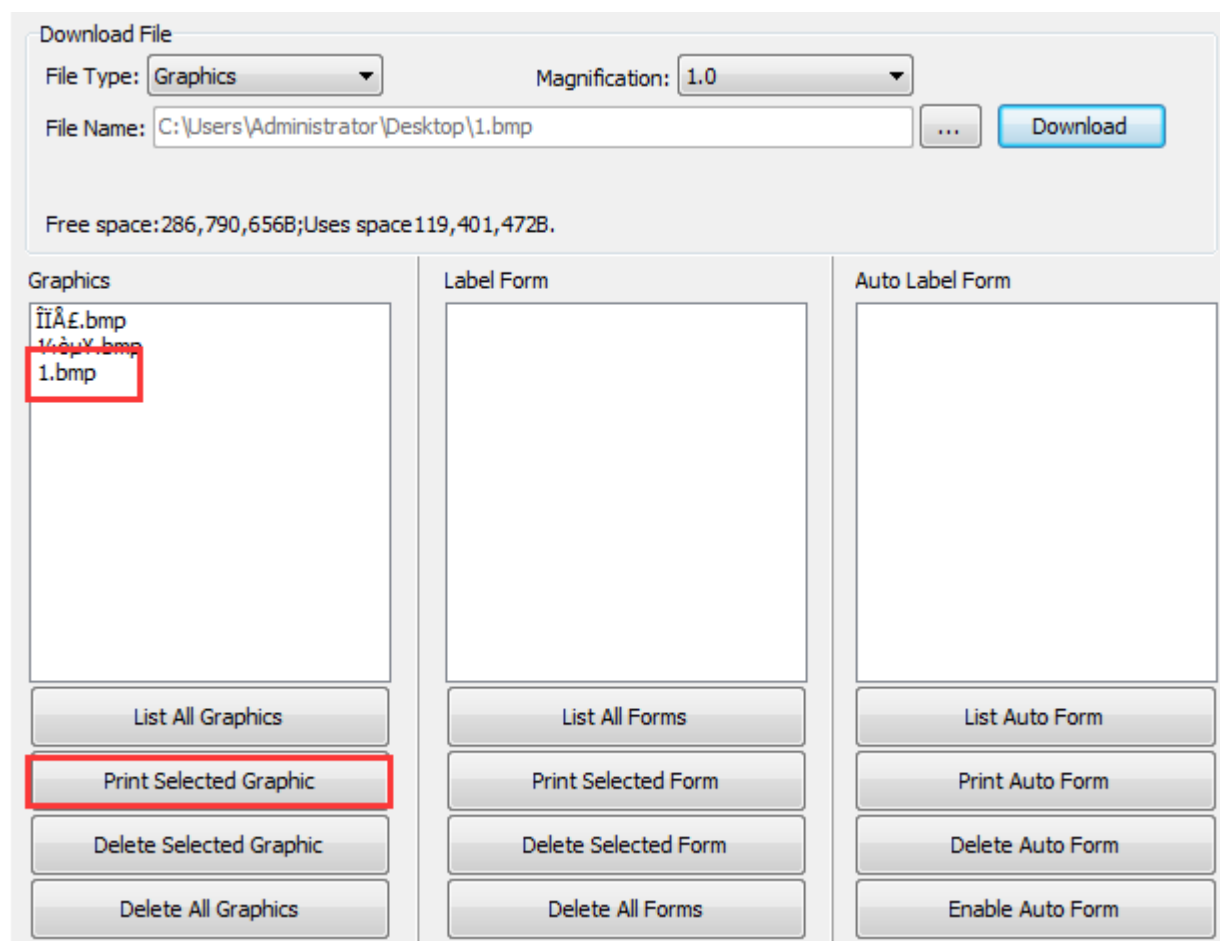 Download File
File Type: Graphics Magnification: 1.0
File Name: C:\Users\Administrator\Desktop\1.bmp ... Download
Free space:286,790,656B;Uses space119,401,472B.
Graphics Label Form Auto Label Form
ÎÏÅ£.bmp
¼òµ¥.bmp
1.bmp
List All Graphics List All Forms List Auto Form
Print Selected Graphic Print Selected Form Print Auto Form
Delete Selected Graphic Delete Selected Form Delete Auto Form
Delete All Graphics Delete All Forms Enable Auto Form